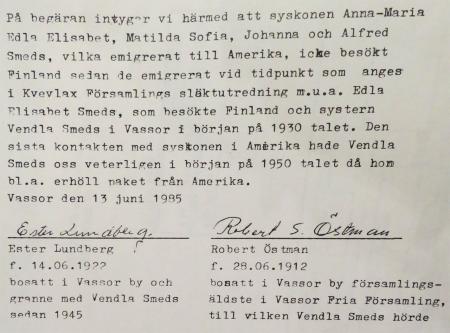 På begäran intygar vi härmed att syskonen Anna-Maria
Edla Elisabet, Matilda Sofia, Johanna och Alfred
Smeds, vilka emigrerat till Amerika, icke besökt
Finland sedan de emigrerat vid tidpunkt som anges
i Kvevlax Församlings släktutredning m.u.a. Edla
Elisabet Smeds, som besökte Finland och systern
Vendla Smeds i Vassor i början på 1930 talet. Den
sista kontakten med syskonen i Amerika hade Vendla
Smeds oss veterligen i början på 1950 talet då hom
bl.a. erhöll paket från Amerika.
Vassor den 13 juni 1985
Ester Lundberg. Robert S. Östman
Ester Lundberg Robert Östman
f. 14.06.1922 f. 28.06.1912
bosatt i Vassor by och bosatt i Vassor by församlings-
granne med Vendla Smeds äldste i Vassor Fria Församling,
sedan 1945 till vilken Vendla Smeds hörde